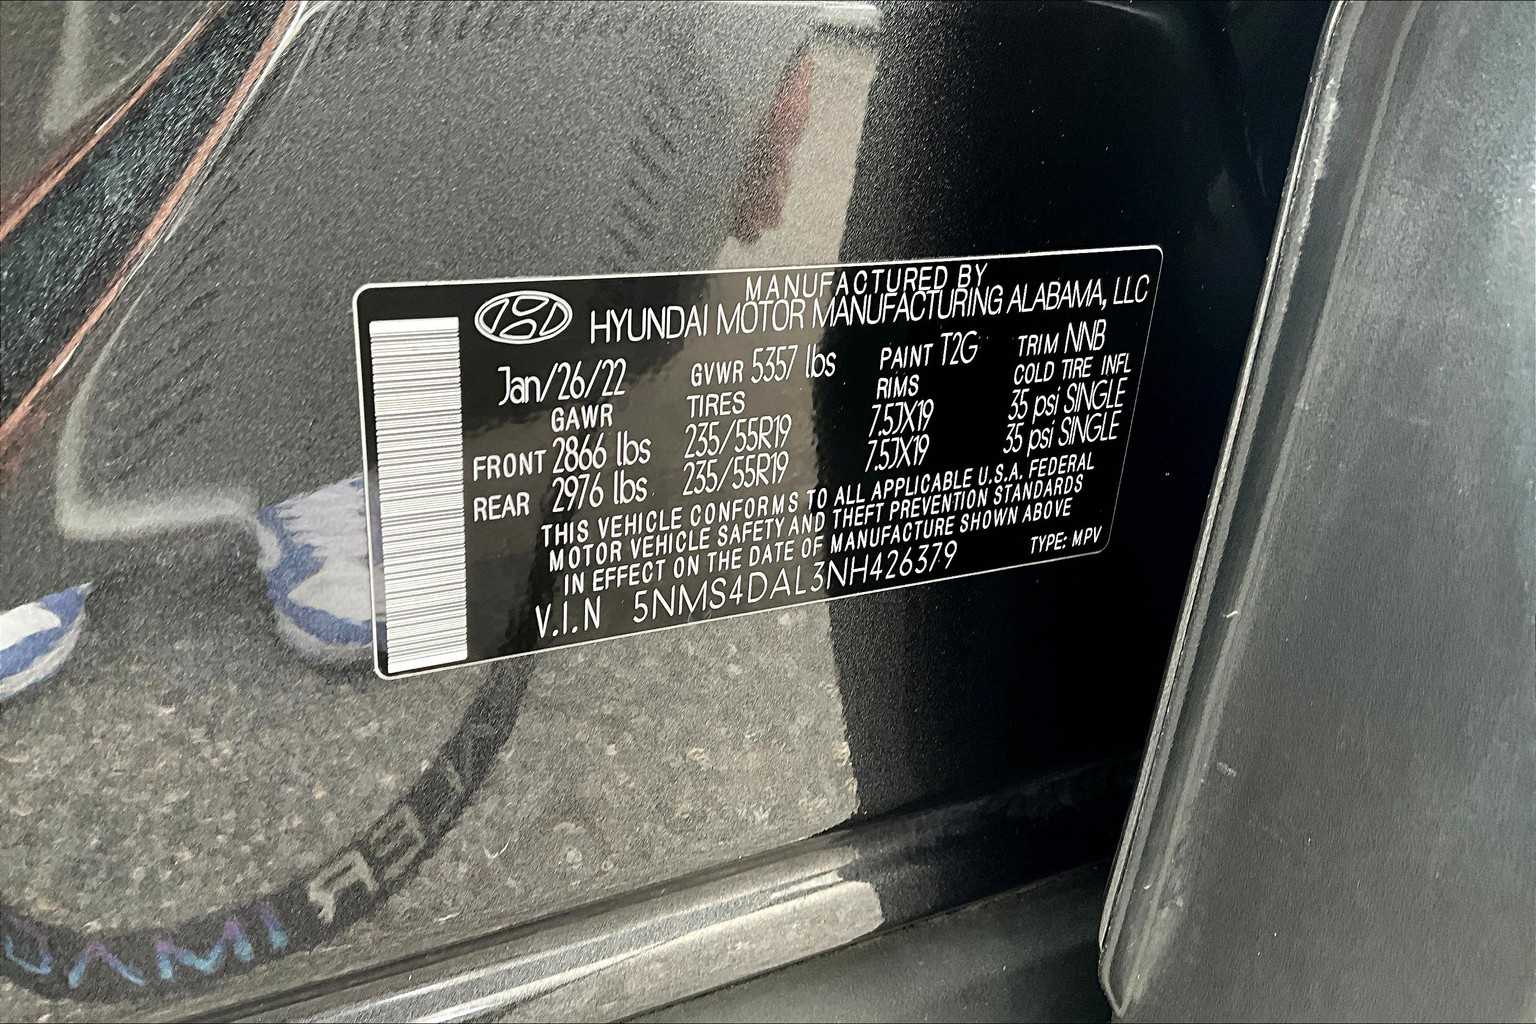 MANUFACTURED BY
HYUNDAI MOTOR MANUFACTURING ALABAMA, LLC
Jan/26/22 GVWR 5357 lbs PAINT T2G TRIM NNB
GAWR TIRES RIMS COLD TIRE INFL
FRONT 2866 lbs 235/55R19 7.5JX19 35 psi SINGLE
REAR 2976 lbs 235/55R19 7.5JX19 35 psi SINGLE
THIS VEHICLE CONFORMS TO ALL APPLICABLE U.S.A. FEDERAL
MOTOR VEHICLE SAFETY AND THEFT PREVENTION STANDARDS
IN EFFECT ON THE DATE OF MANUFACTURE SHOWN ABOVE
V.I.N 5NMS4DAL3NH426379 TYPE: MPV